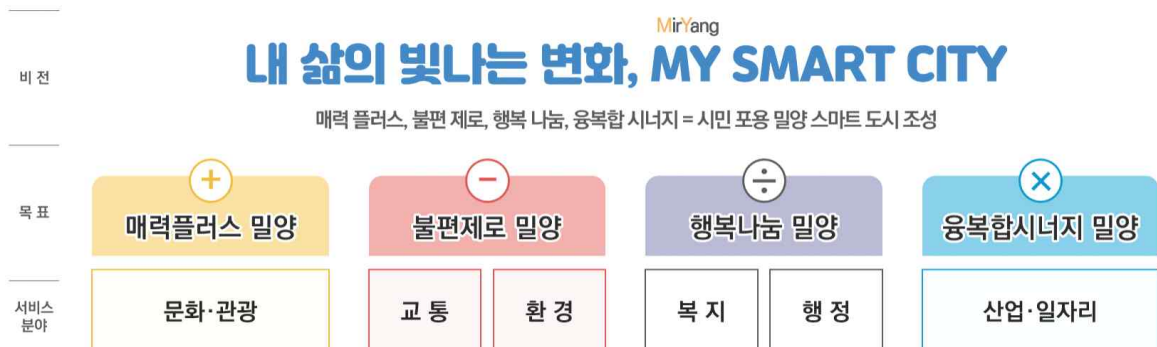 MirYang
비 전
내 삶의 빛나는 변화, MY SMART CITY
매력 플러스, 불편 제로, 행복 나눔, 융복합 시너지 = 시민 포용 밀양 스마트 도시 조성
+
−
÷
×
목 표
매력플러스 밀양
불편제로 밀양
행복나눔 밀양
융복합시너지 밀양
서비스
분야
문화·관광
교 통
환 경
복 지
행 정
산업·일자리